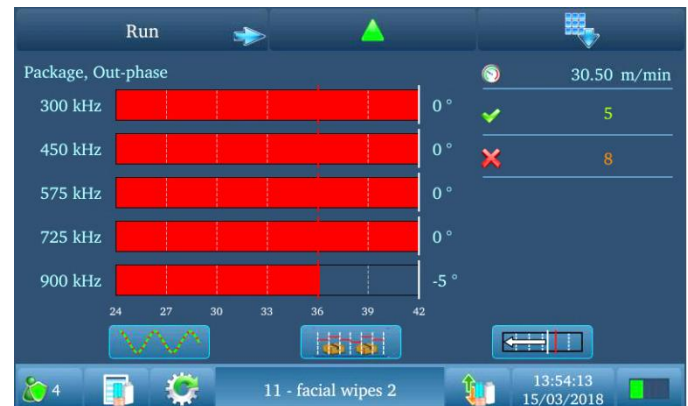 Run
Package, Out-phase
30.50 m/min
300 kHz 0 °
5
450 kHz 0 °
8
575 kHz 0 °
725 kHz 0 °
900 kHz -5 °
24 27 30 33 36 39 42
4
11 - facial wipes 2
13:54:13
15/03/2018